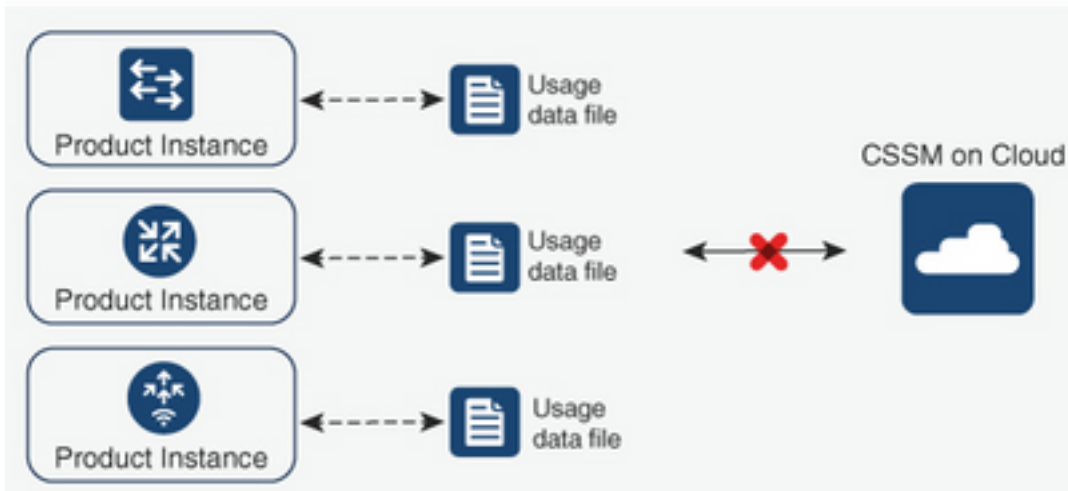 Product Instance
Usage
data file
CSSM on Cloud
Product Instance
Usage
data file
Product Instance
Usage
data file